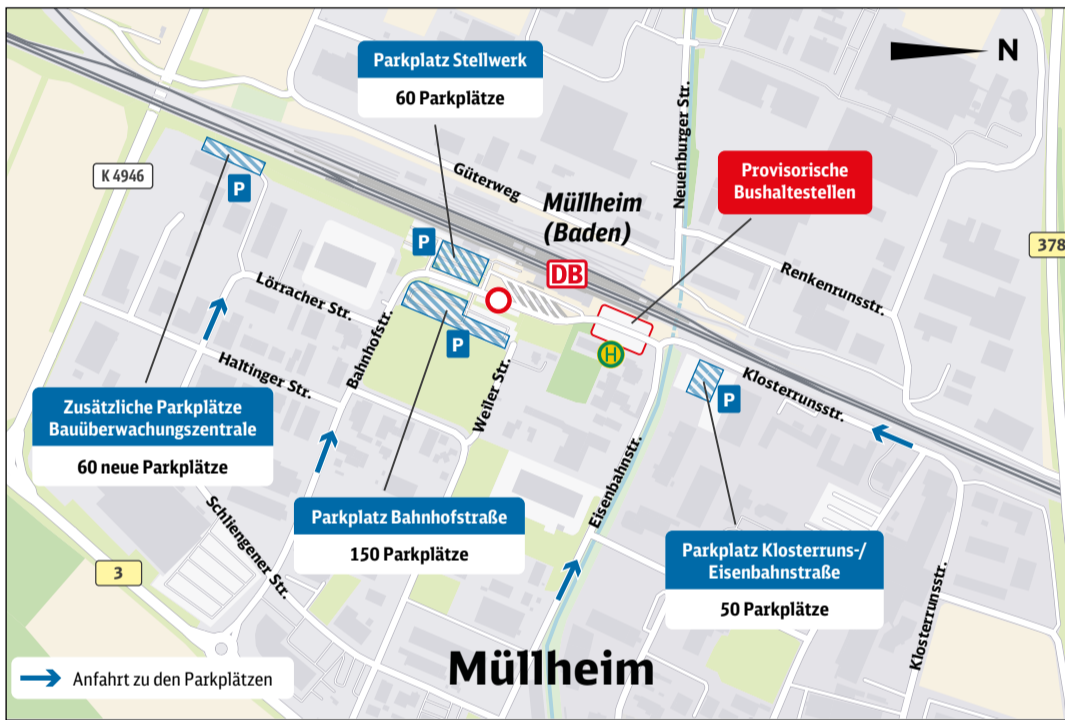 Parkplatz Stellwerk
60 Parkplätze
N
K 4946
P
Güterweg
Neuenburger Str.
Provisorische
Bushaltestellen
Müllheim
(Baden)
P
DB
378
Renkenrunsstr.
Lörracher Str.
Bahnhofstr.
P
H
Haltinger Str.
Weiler Str.
Klosterrunsstr.
P
Zusätzliche Parkplätze
Bauüberwachungszentrale
60 neue Parkplätze
Eisenbahnstr.
Schliengener Str.
Parkplatz Bahnhofstraße
150 Parkplätze
Parkplatz Klosterruns-/
Eisenbahnstraße
50 Parkplätze
3
Klosterrunsstr.
Müllheim
Anfahrt zu den Parkplätzen